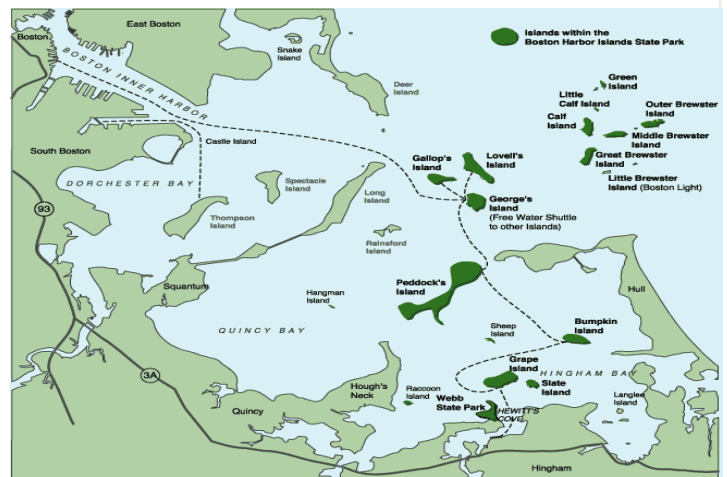 Boston
East Boston
Islands within the
Boston Harbor Islands State Park
Snake
Island
BOSTON INNER HARBOR
Deer
Island
Green
Island
Little
Calf Island
Outer Brewster
Island
Calf
Island
Middle Brewster
Island
Castle Island
South Boston
Gallop's
Island
Lovell's
Island
Great Brewster
Island
Little Brewster
Island (Boston Light)
DORCHESTER BAY
Spectacle
Island
Long
Island
George's
Island
(Free Water Shuttle
to other Islands)
93
Thompson
Island
Rainsford
Island
Squantum
Hangman
Island
Peddock's
Island
Hull
QUINCY BAY
Sheep
Island
Bumpkin
Island
3A
Grape
Island
HINGHAM BAY
Slate
Island
Hough's
Neck
Raccoon
Island
Webb
State Park
HEWITT'S
COVE
Langlee
Island
Quincy
Hingham